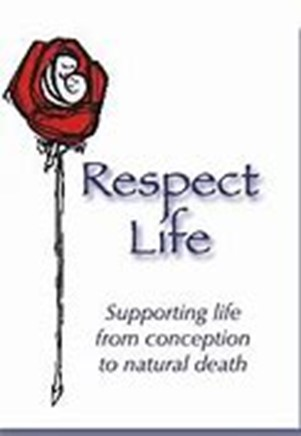 Respect
Life
Supporting life
from conception
to natural death